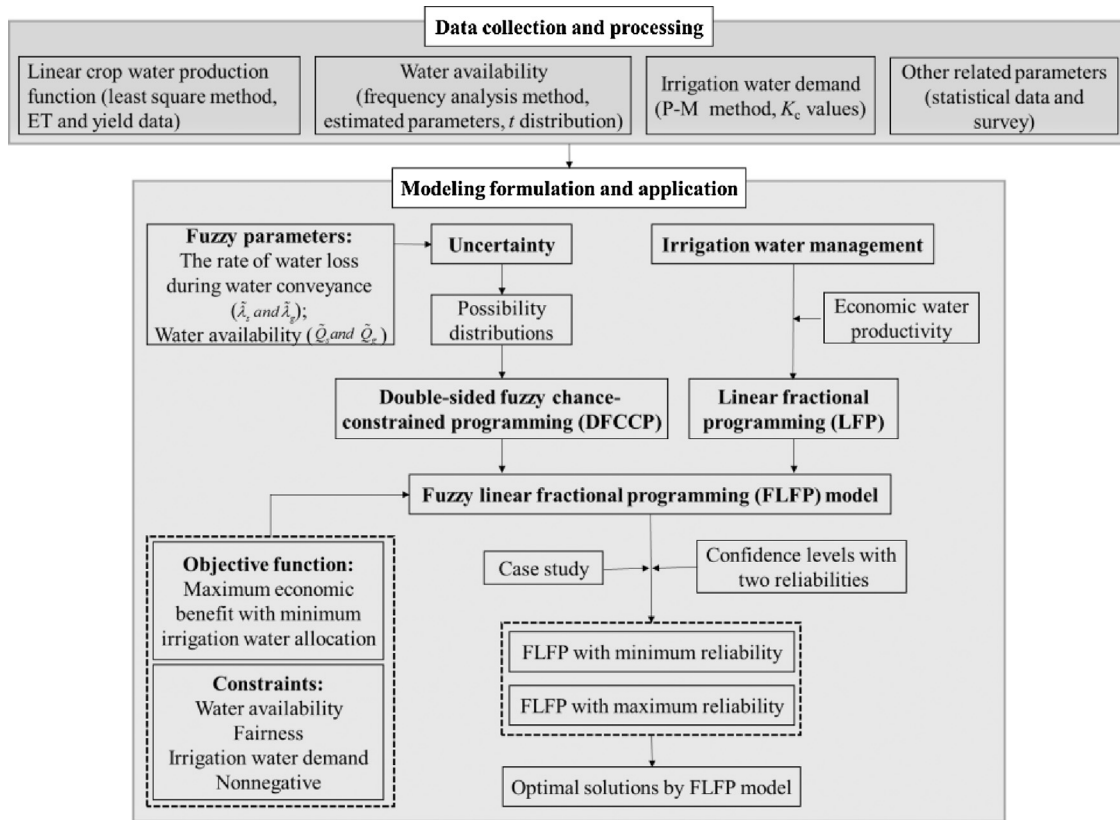 Data collection and processing
Linear crop water production
function (least square method,
ET and yield data)
Water availability
(frequency analysis method,
estimated parameters, t distribution)
Irrigation water demand
(P-M method, Kc values)
Other related parameters
(statistical data and
survey)
Modeling formulation and application
Fuzzy parameters:
The rate of water loss
during water conveyance
(λ̃s and λ̃g);
Water availability (Q̃s and Q̃g)
Uncertainty
Possibility
distributions
Irrigation water management
Economic water
productivity
Double-sided fuzzy chance-
constrained programming (DFCCP)
Linear fractional
programming (LFP)
Fuzzy linear fractional programming (FLFP) model
Objective function:
Maximum economic
benefit with minimum
irrigation water allocation
Constraints:
Water availability
Fairness
Irrigation water demand
Nonnegative
Case study
Confidence levels with
two reliabilities
FLFP with minimum reliability
FLFP with maximum reliability
Optimal solutions by FLFP model